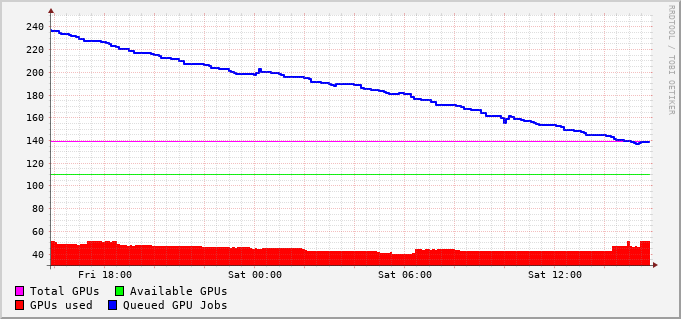 240
220
200
180
160
140
120
100
80
60
40
Fri 18:00 Sat 00:00 Sat 06:00 Sat 12:00
Total GPUs Available GPUs
GPUs used Queued GPU Jobs
RRDTOOL / TOBI OETIKER